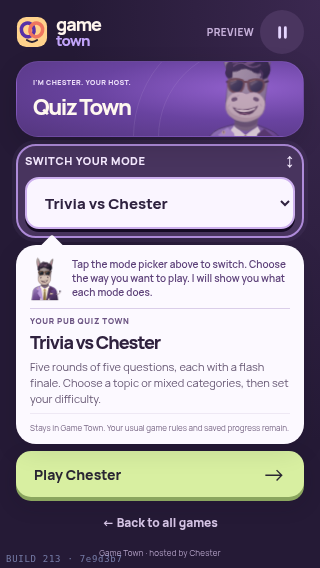 game
town
PREVIEW
I'M CHESTER. YOUR HOST.
Quiz Town
SWITCH YOUR MODE
Trivia vs Chester
Tap the mode picker above to switch. Choose
the way you want to play. I will show you what
each mode does.
YOUR PUB QUIZ TOWN
Trivia vs Chester
Five rounds of five questions, each with a flash
finale. Choose a topic or mixed categories, then set
your difficulty.
Stays in Game Town. Your usual game rules and saved progress remain.
Play Chester →
← Back to all games
Game Town · hosted by Chester
BUILD 213 · 7e9d3b7